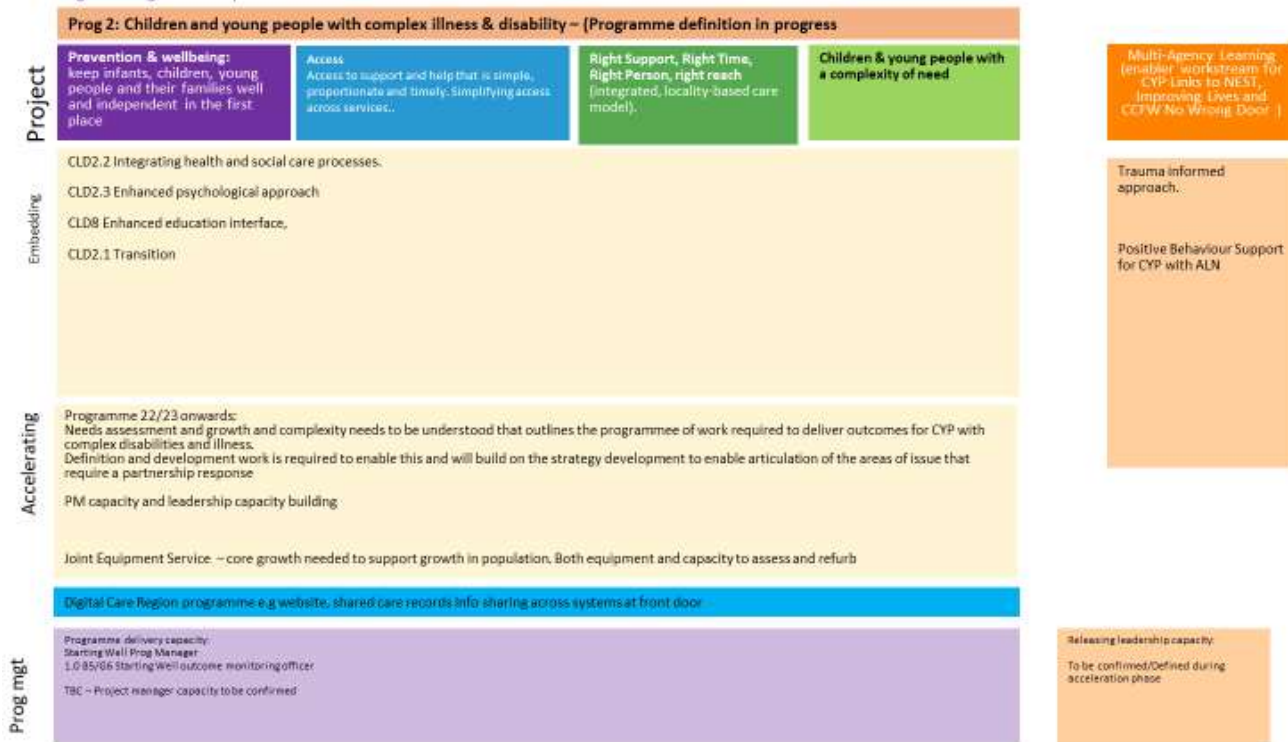 Prog 2: Children and young people with complex illness & disability – (Programme definition in progress
Project
Prevention & wellbeing:
keep infants, children, young
people and their families well
and independent in the first
place
Access
Access to support and help that is simple,
proportionate and timely. Simplifying access
across services..
Right Support, Right Time,
Right Person, right reach
(integrated, locality-based care
model).
Children & young people with
a complexity of need
Multi-Agency Learning
(enabler workstream for
CYP Links to NEST,
Improving Lives and
CCFW No Wrong Door )
Embedding
CLD2.2 Integrating health and social care processes.
CLD2.3 Enhanced psychological approach
CLD8 Enhanced education interface,
CLD2.1 Transition
Trauma informed
approach.
Positive Behaviour Support
for CYP with ALN
Accelerating
Programme 22/23 onwards:
Needs assessment and growth and complexity needs to be understood that outlines the programmee of work required to deliver outcomes for CYP with
complex disabilities and illness.
Definition and development work is required to enable this and will build on the strategy development to enable articulation of the areas of issue that
require a partnership response
PM capacity and leadership capacity building
Joint Equipment Service – core growth needed to support growth in population. Both equipment and capacity to assess and refurb
Digital Care Region programme e.g website, shared care records info sharing across systems at front door
Prog mgt
Programme delivery capacity:
Starting Well Prog Manager
1.0 B5/G6 Starting Well outcome monitoring officer
TBC – Project manager capacity to be confirmed
Releasing leadership capacity:
To be confirmed/Defined during
acceleration phase